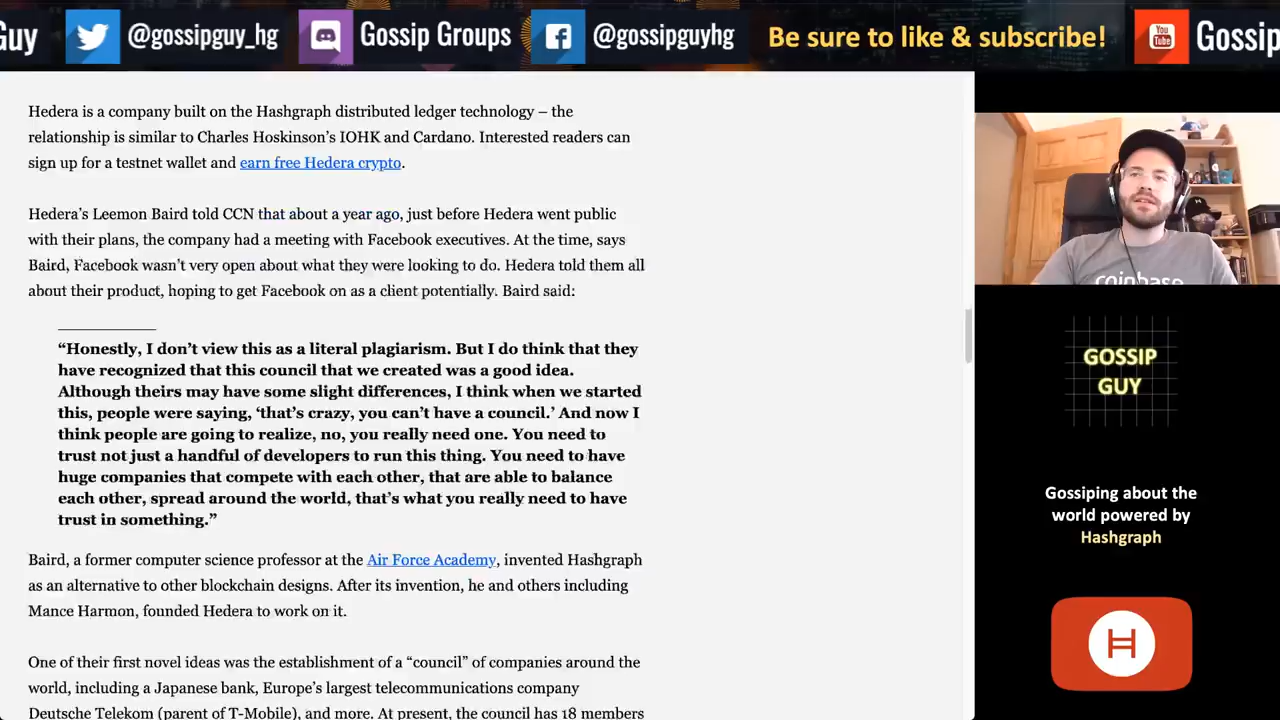 Guy
@gossipguy_hg
Gossip Groups
@gossipguyhg
Be sure to like & subscribe!
You
Tube
Gossip
Hedera is a company built on the Hashgraph distributed ledger technology – the
relationship is similar to Charles Hoskinson’s IOHK and Cardano. Interested readers can
sign up for a testnet wallet and earn free Hedera crypto.
Hedera’s Leemon Baird told CCN that about a year ago, just before Hedera went public
with their plans, the company had a meeting with Facebook executives. At the time, says
Baird, Facebook wasn’t very open about what they were looking to do. Hedera told them all
about their product, hoping to get Facebook on as a client potentially. Baird said:
“Honestly, I don’t view this as a literal plagiarism. But I do think that they
have recognized that this council that we created was a good idea.
Although theirs may have some slight differences, I think when we started
this, people were saying, ‘that’s crazy, you can’t have a council.’ And now I
think people are going to realize, no, you really need one. You need to
trust not just a handful of developers to run this thing. You need to have
huge companies that compete with each other, that are able to balance
each other, spread around the world, that’s what you really need to have
trust in something.”
Baird, a former computer science professor at the Air Force Academy, invented Hashgraph
as an alternative to other blockchain designs. After its invention, he and others including
Mance Harmon, founded Hedera to work on it.
One of their first novel ideas was the establishment of a “council” of companies around the
world, including a Japanese bank, Europe’s largest telecommunications company
Deutsche Telekom (parent of T-Mobile), and more. At present, the council has 18 members
coinbase
GOSSIP
GUY
Gossiping about the
world powered by
Hashgraph
H